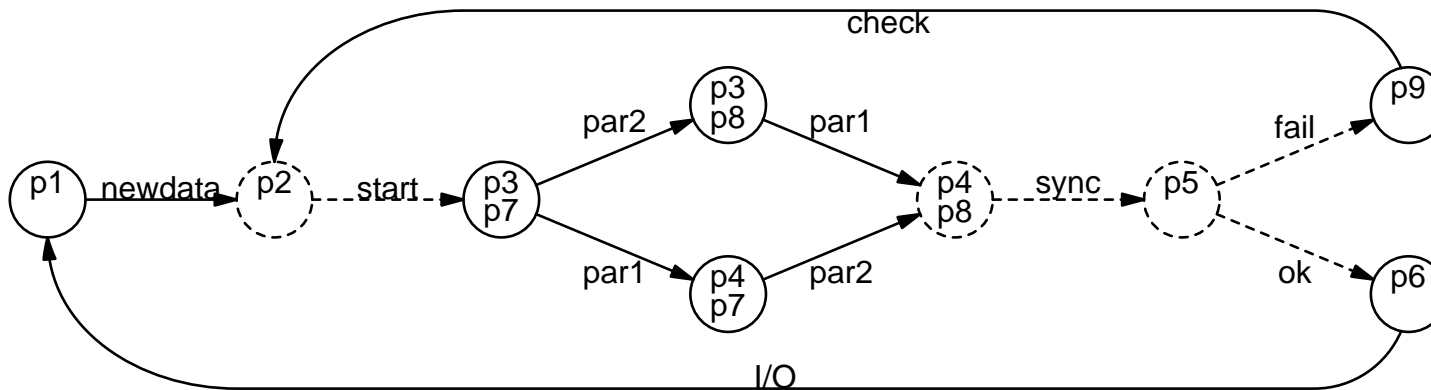 check
p3
p8
p9
par2
par1
fail
p1
newdata
p2
start
p3
p7
p4
p8
sync
p5
par1
p4
p7
par2
ok
p6
I/O